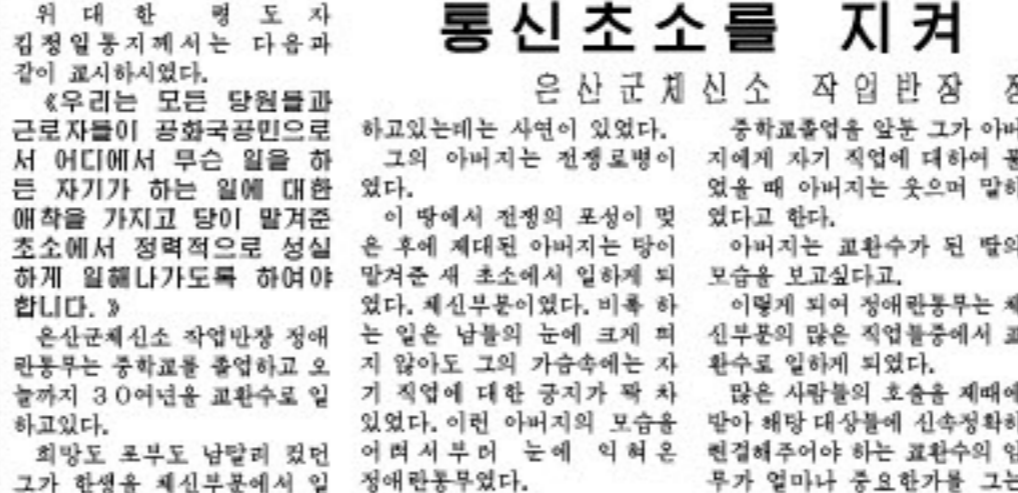 위대한 령도자
김정일동지께서는 다음과
같이 교시하시였다.
《우리는 모든 당원들과
근로자들이 공화국공민으로
서 어디에서 무슨 일을 하
든 자기가 하는 일에 대한
애착을 가지고 당이 맡겨준
초소에서 정력적으로 성실
하게 일해나가도록 하여야
합니다. 》
은산군체신소 작업반장 정애
란동무는 중학교를 졸업하고 오
늘까지 30여년을 교환수로 일
하고있다.
희망도 포부도 남달리 컸던
그가 한생을 체신부문에서 일
통신초소를 지켜
은산군체신소 작업반장
하고있는데는 사연이 있었다.
그의 아버지는 전쟁로병이
였다.
이 땅에서 전쟁의 포성이 멎
은 후에 제대된 아버지는 당이
맡겨준 새 초소에서 일하게 되
였다. 체신부문이였다. 비록 하
는 일은 남들의 눈에 크게 띄
지 않아도 그의 가슴속에는 자
기 직업에 대한 긍지가 꽉 차
있었다. 이런 아버지의 모습을
어려서부터 눈에 익혀온
정애란동무였다.
중학교졸업을 앞둔 그가 아버
지에게 자기 직업에 대하여
었을 때 아버지는 웃으며 말하
였다고 한다.
아버지는 교환수가 된 딸의
모습을 보고싶다고.
이렇게 되여 정애란동무는 체
신부문의 많은 직업들중에서 교
환수로 일하게 되였다.
많은 사람들의 호출을 제때에
받아 해당 대상들에 신속정확히
련결해주어야 하는 교환수의 임
무가 얼마나 중요한가를 그는